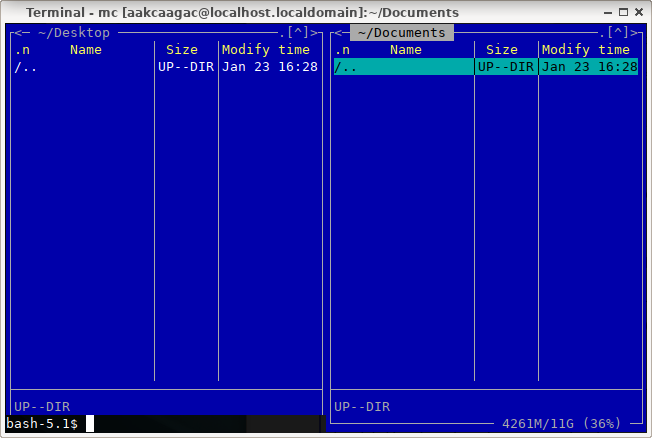 Terminal - mc [aakcaagac@localhost.localdomain]:~/Documents
<─ ~/Desktop ─.[^]>
.n Name Size Modify time
/.. UP--DIR Jan 23 16:28
UP--DIR
bash-5.1$
<─ ~/Documents ─.[^]>
.n Name Size Modify time
/.. UP--DIR Jan 23 16:28
UP--DIR
4261M/11G (36%)